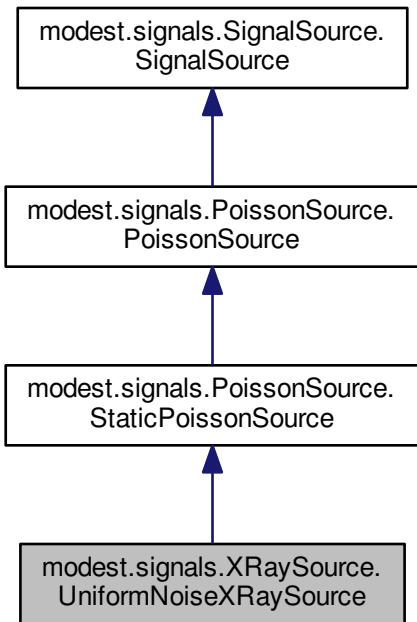 modest.signals.SignalSource.
SignalSource
modest.signals.PoissonSource.
PoissonSource
modest.signals.PoissonSource.
StaticPoissonSource
modest.signals.XRaySource.
UniformNoiseXRaySource